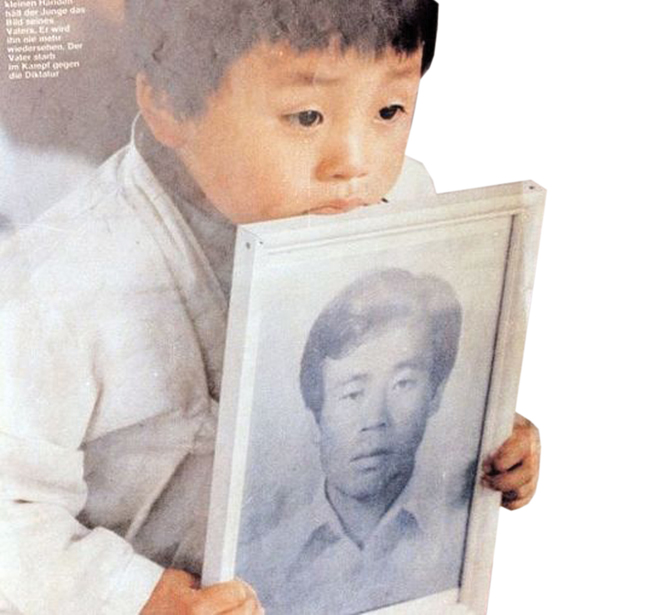 kleinen Händen
hält der Junge das
Bild seines
Vaters. Er wird
ihn nie mehr
wiedersehen. Der
Vater starb
im Kampf gegen
die Diktatur